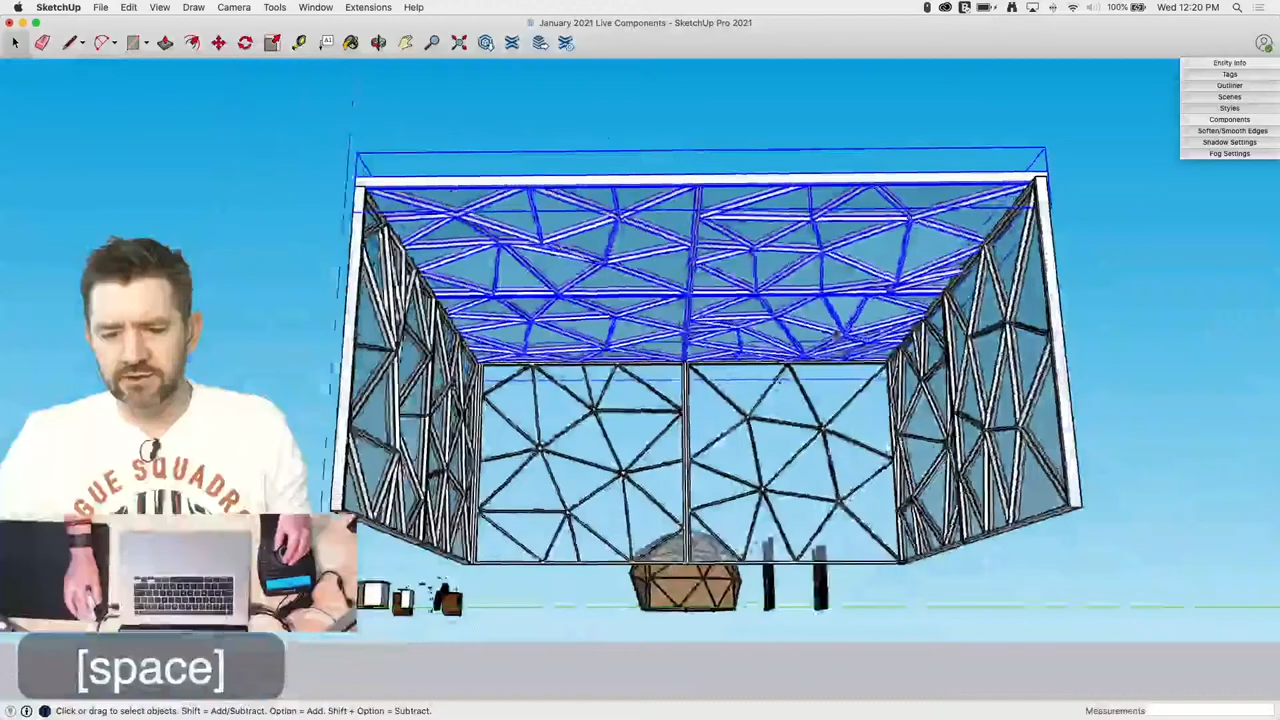 SketchUp File Edit View Draw Camera Tools Window Extensions Help
100% Wed 12:20 PM
January 2021 Live Components - SketchUp Pro 2021
Entity Info
Tags
Outliner
Scenes
Styles
Components
Soften/Smooth Edges
Shadow Settings
Fog Settings
GUE SQUADR
[space]
Click or drag to select objects. Shift = Add/Subtract. Option = Add. Shift + Option = Subtract.
Measurements